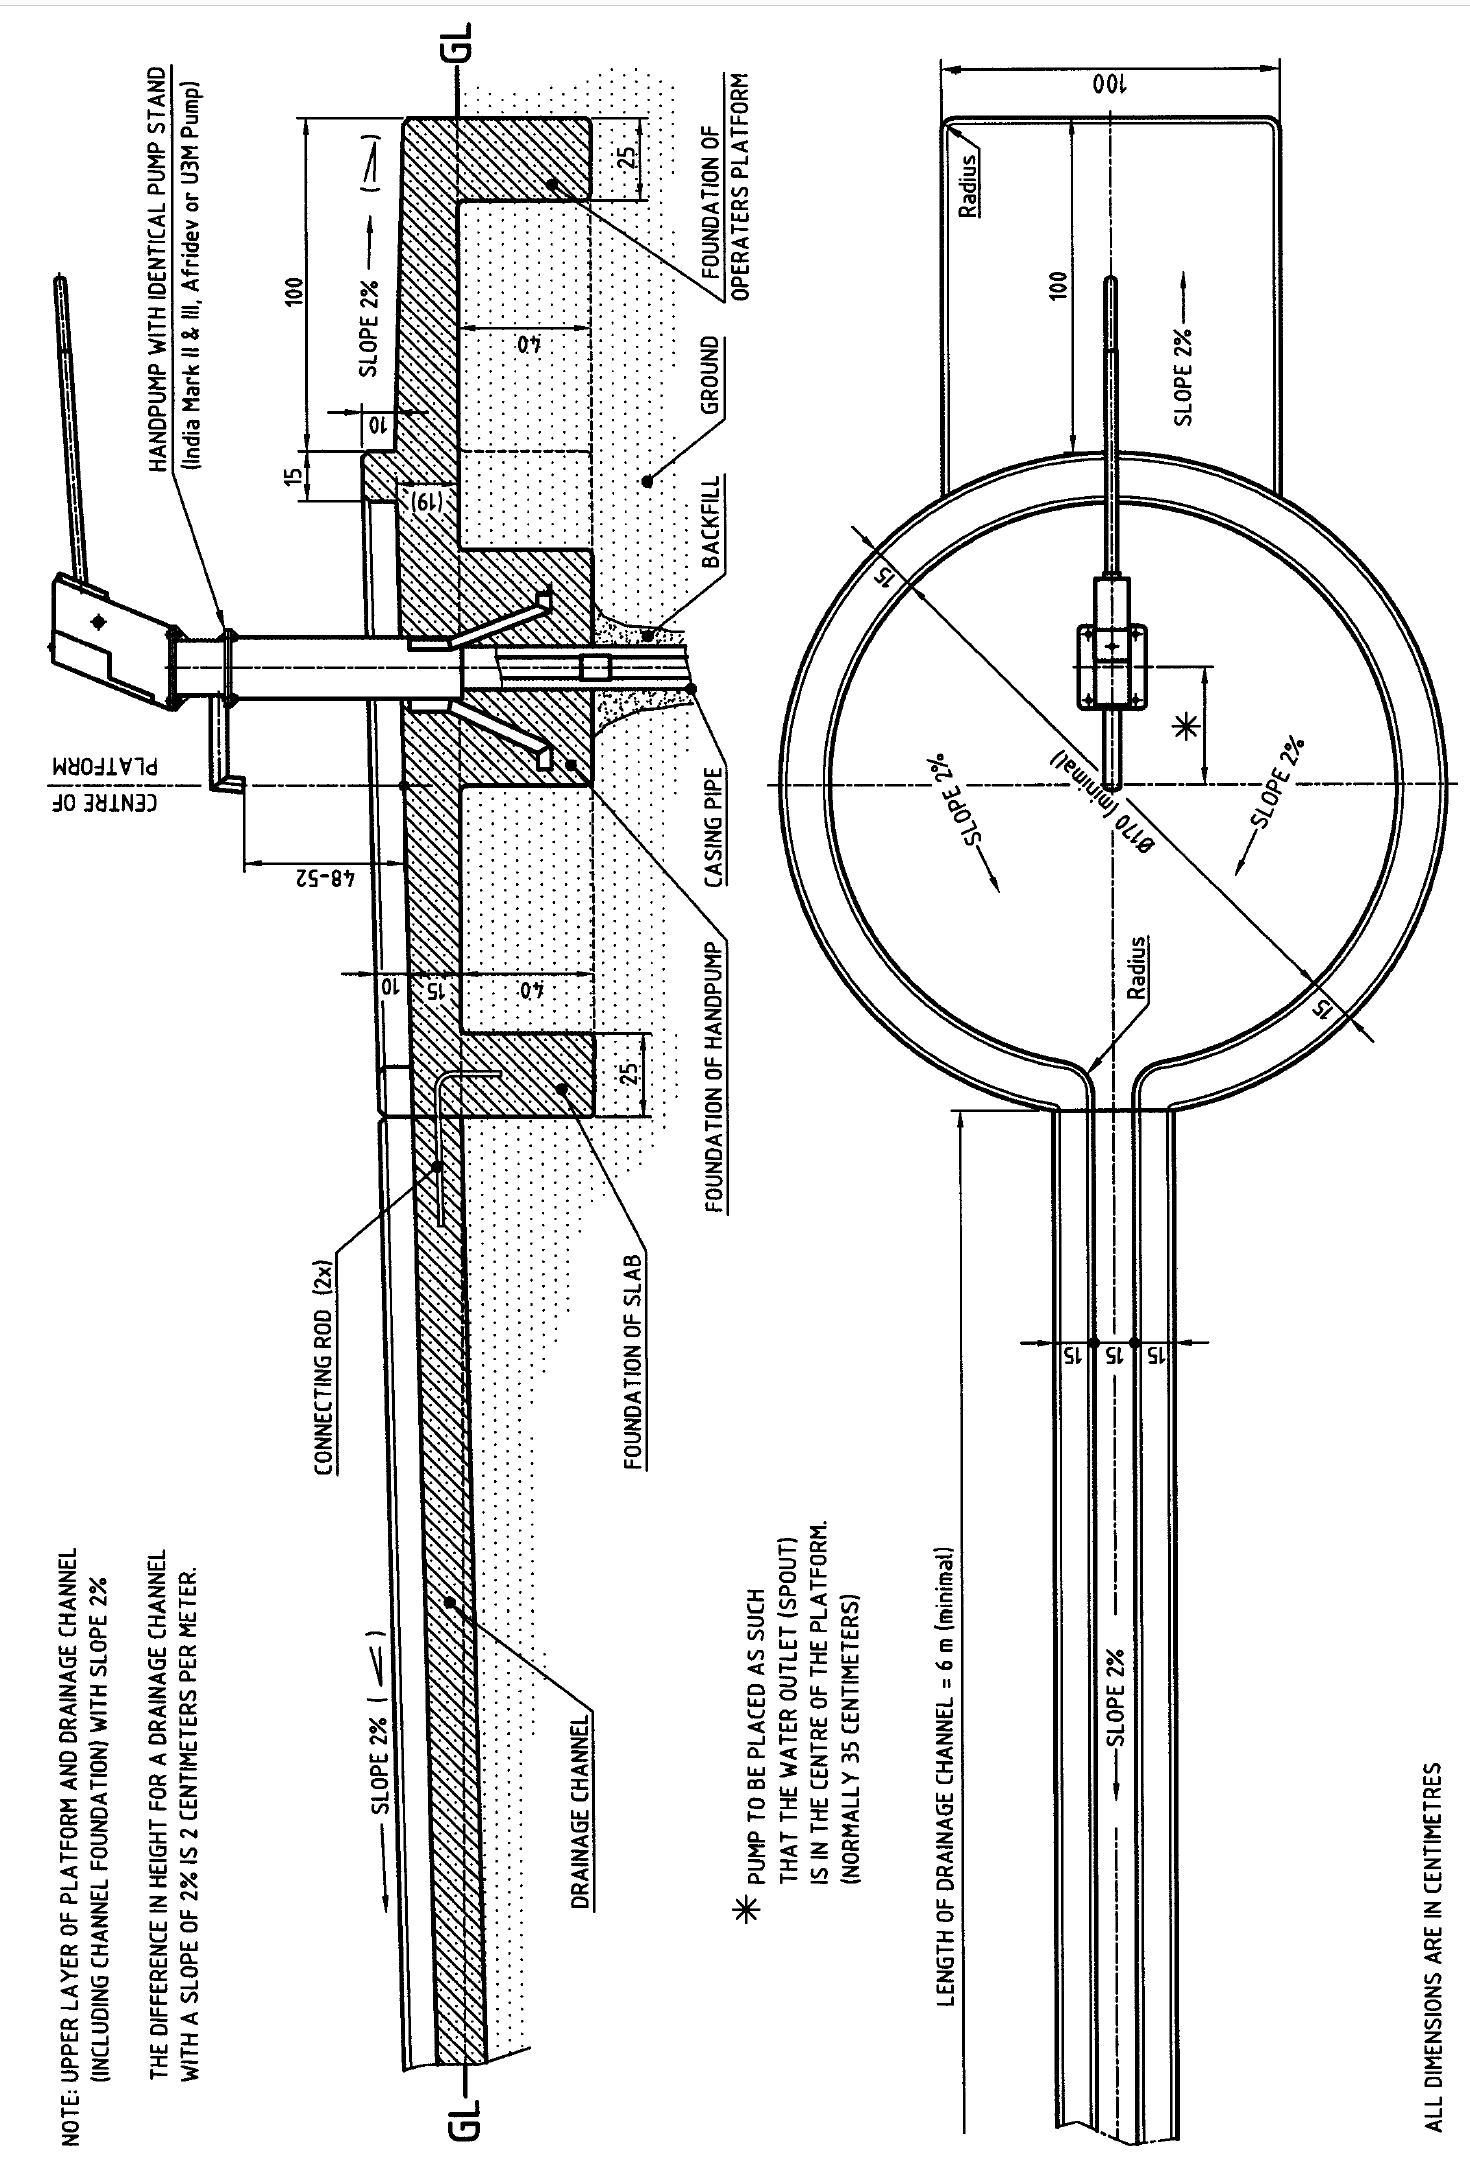 NOTE: UPPER LAYER OF PLATFORM AND DRAINAGE CHANNEL
(INCLUDING CHANNEL FOUNDATION) WITH SLOPE 2%
THE DIFFERENCE IN HEIGHT FOR A DRAINAGE CHANNEL
WITH A SLOPE OF 2% IS 2 CENTIMETERS PER METER.
CENTRE OF
PLATFORM
HANDPUMP WITH IDENTICAL PUMP STAND
(India Mark II & III, Afridev or U3M Pump)
48-52
15
100
10
SLOPE 2% ( )
SLOPE 2% ( )
(19)
10
15
40
40
GL
GL
CONNECTING ROD (2x)
25
25
DRAINAGE CHANNEL
FOUNDATION OF SLAB
FOUNDATION OF HANDPUMP
CASING PIPE
BACKFILL
GROUND
FOUNDATION OF
OPERATERS PLATFORM
* PUMP TO BE PLACED AS SUCH
THAT THE WATER OUTLET (SPOUT)
IS IN THE CENTRE OF THE PLATFORM.
(NORMALLY 35 CENTIMETERS)
LENGTH OF DRAINAGE CHANNEL = 6 m (minimal)
15
15
15
SLOPE 2%
Radius
SLOPE 2%
Ø170 (minimal)
SLOPE 2%
*
15
15
100
Radius
100
SLOPE 2%
ALL DIMENSIONS ARE IN CENTIMETRES